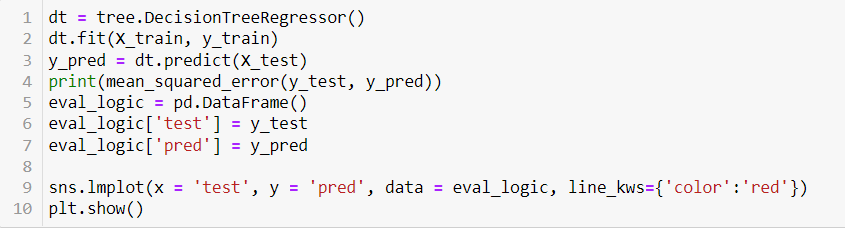 1 dt = tree.DecisionTreeRegressor()
2 dt.fit(X_train, y_train)
3 y_pred = dt.predict(X_test)
4 print(mean_squared_error(y_test, y_pred))
5 eval_logic = pd.DataFrame()
6 eval_logic['test'] = y_test
7 eval_logic['pred'] = y_pred
8
9 sns.lmplot(x = 'test', y = 'pred', data = eval_logic, line_kws={'color':'red'})
10 plt.show()